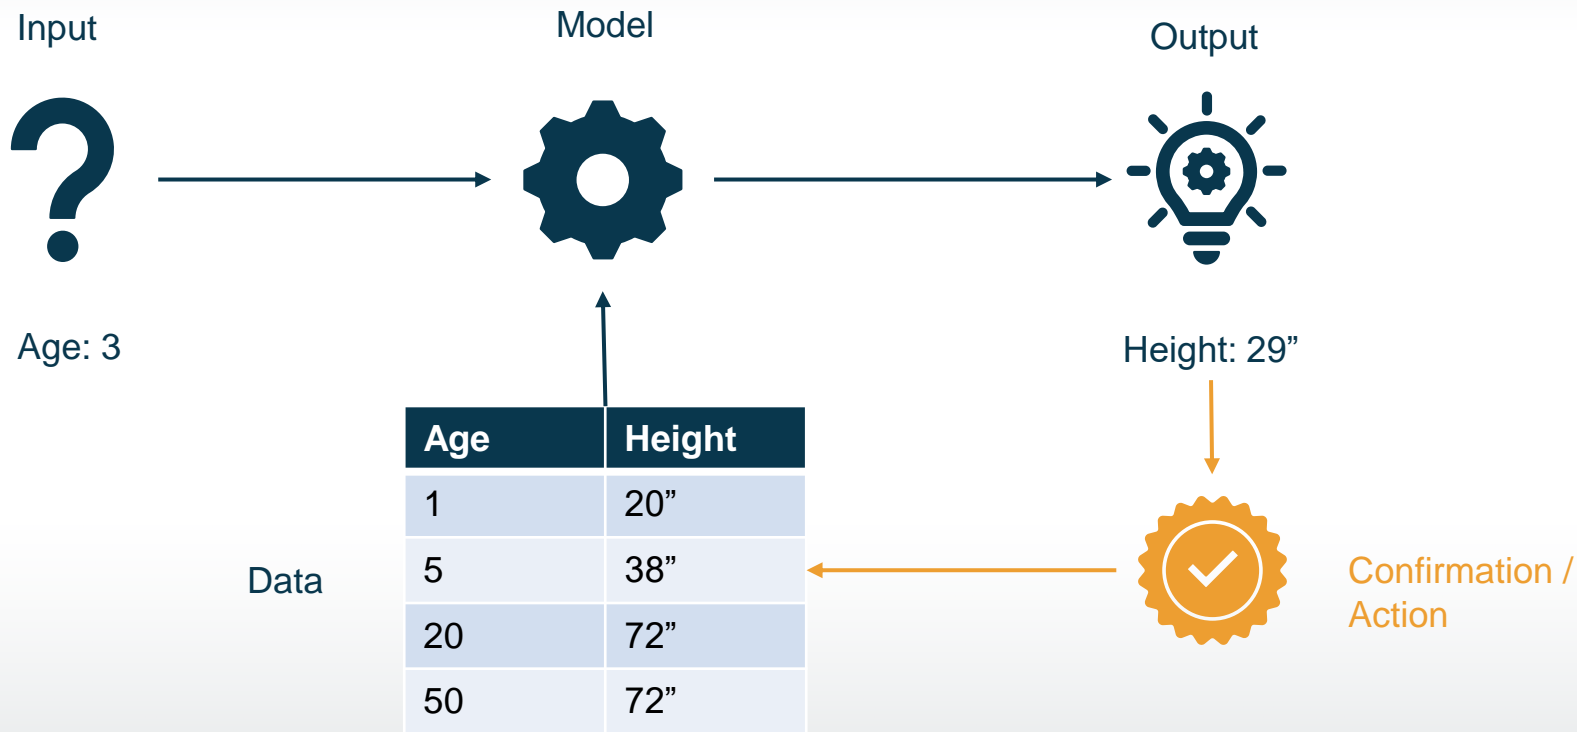 Input
Model
Output
Age: 3
Height: 29”
Age Height
1 20”
5 38”
20 72”
50 72”
Data
Confirmation /
Action